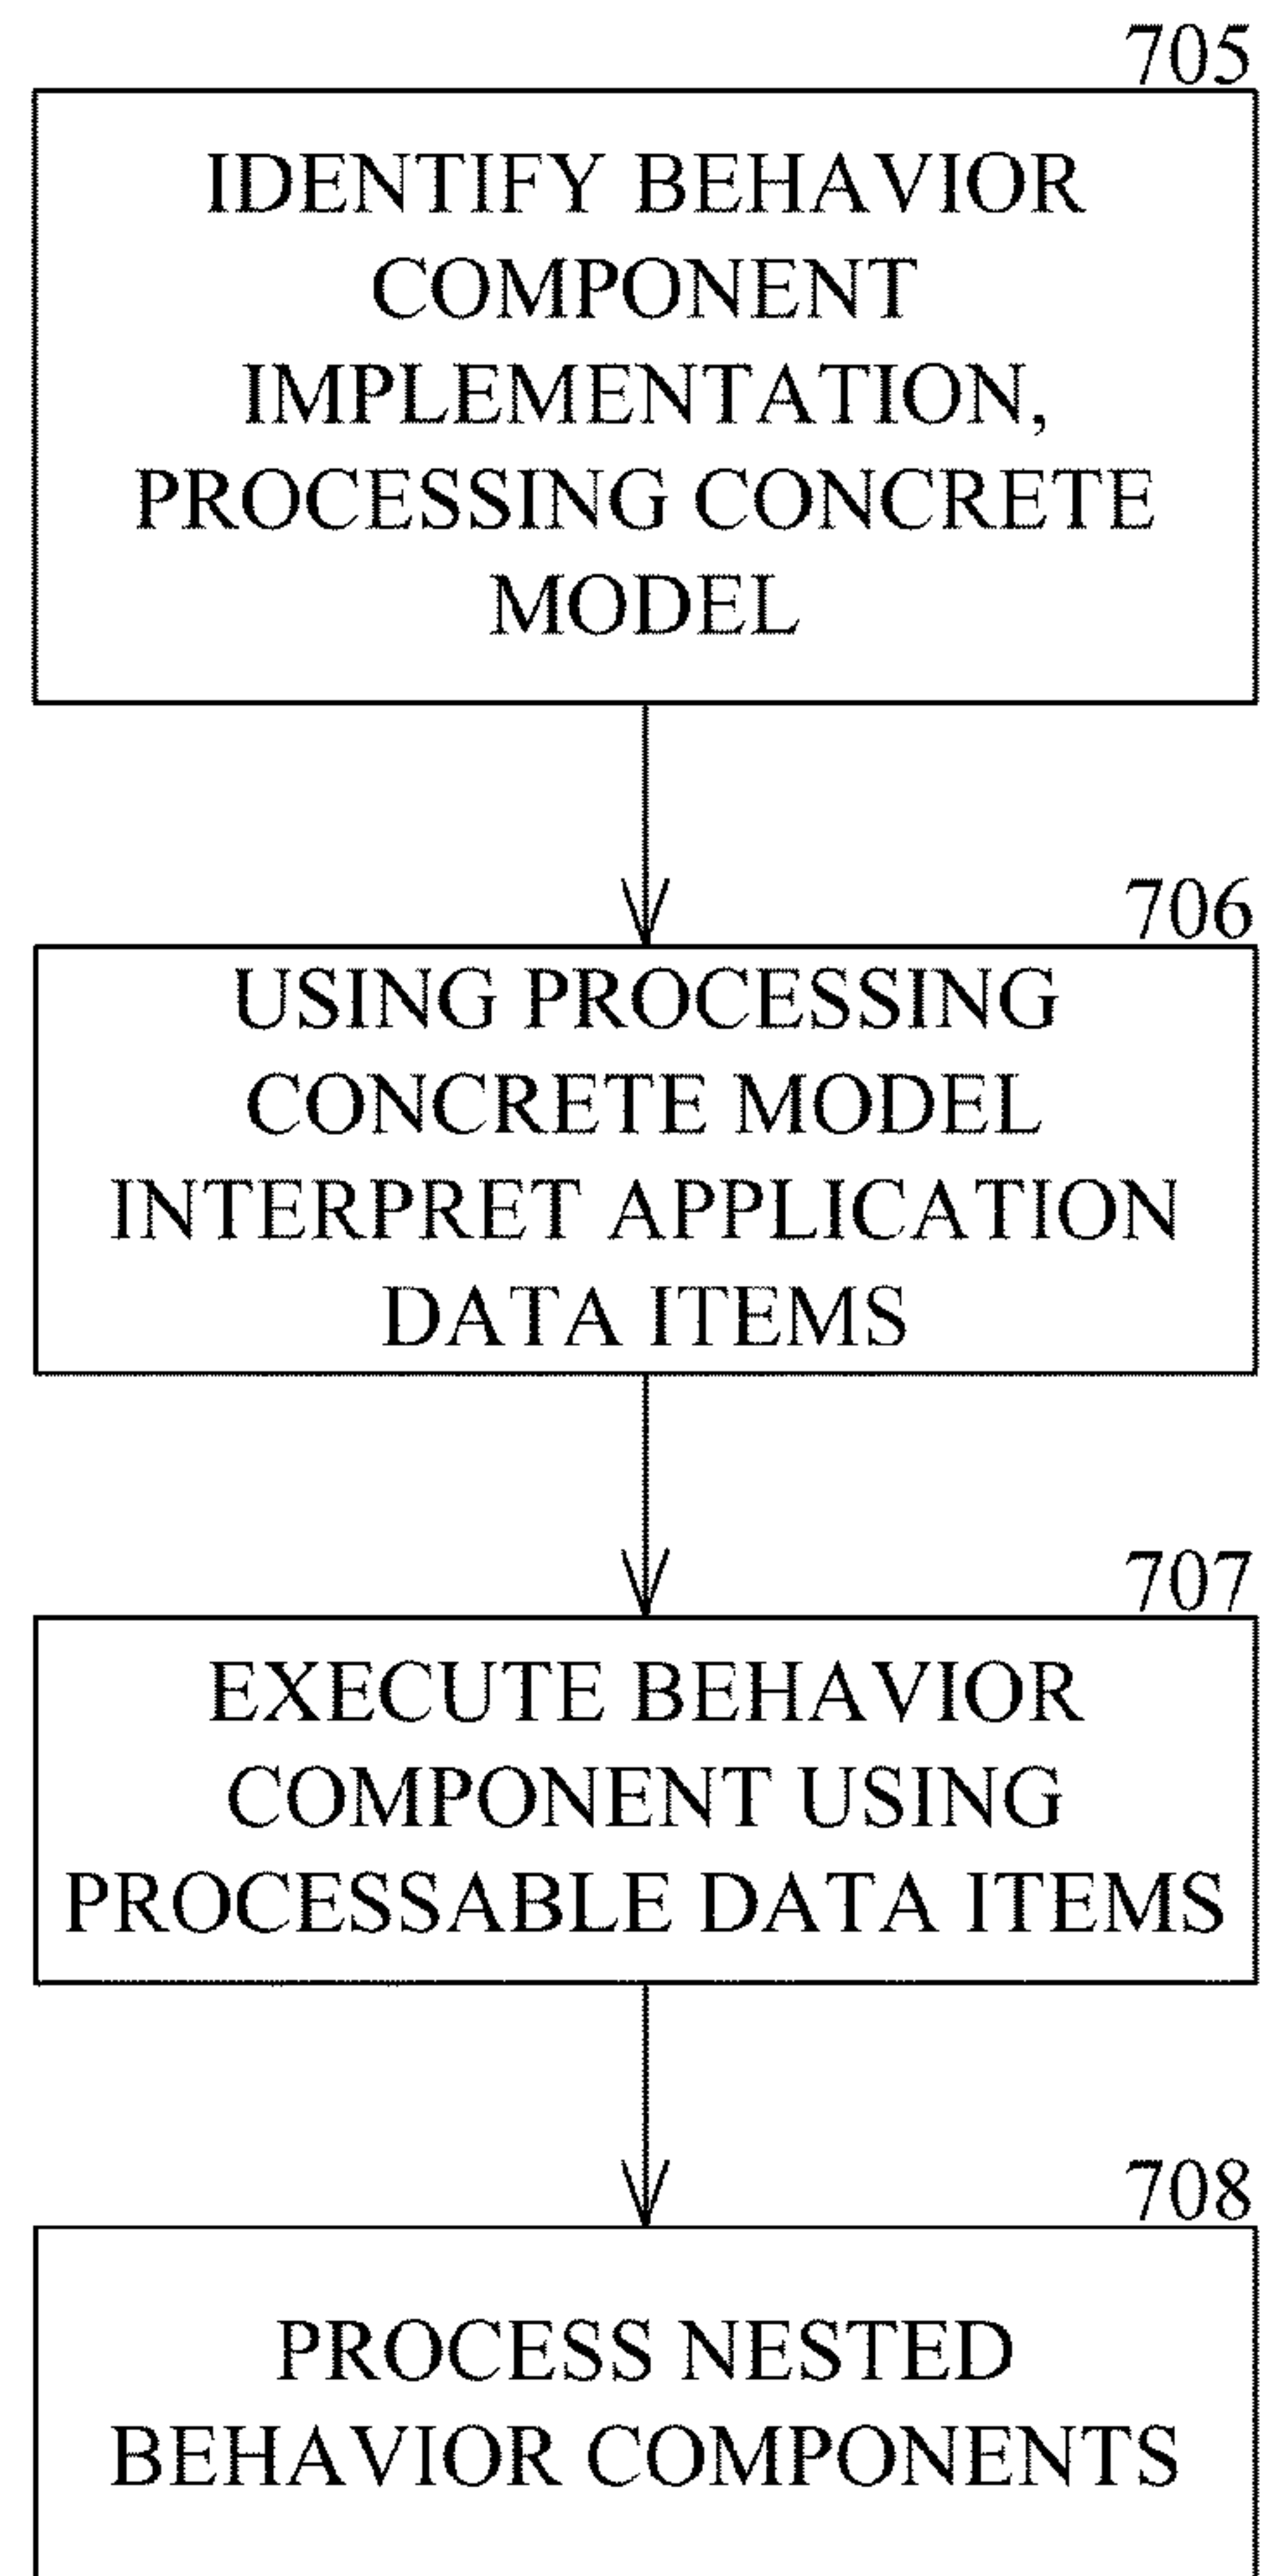 705
IDENTIFY BEHAVIOR
COMPONENT
IMPLEMENTATION,
PROCESSING CONCRETE
MODEL
706
USING PROCESSING
CONCRETE MODEL
INTERPRET APPLICATION
DATA ITEMS
707
EXECUTE BEHAVIOR
COMPONENT USING
PROCESSABLE DATA ITEMS
708
PROCESS NESTED
BEHAVIOR COMPONENTS